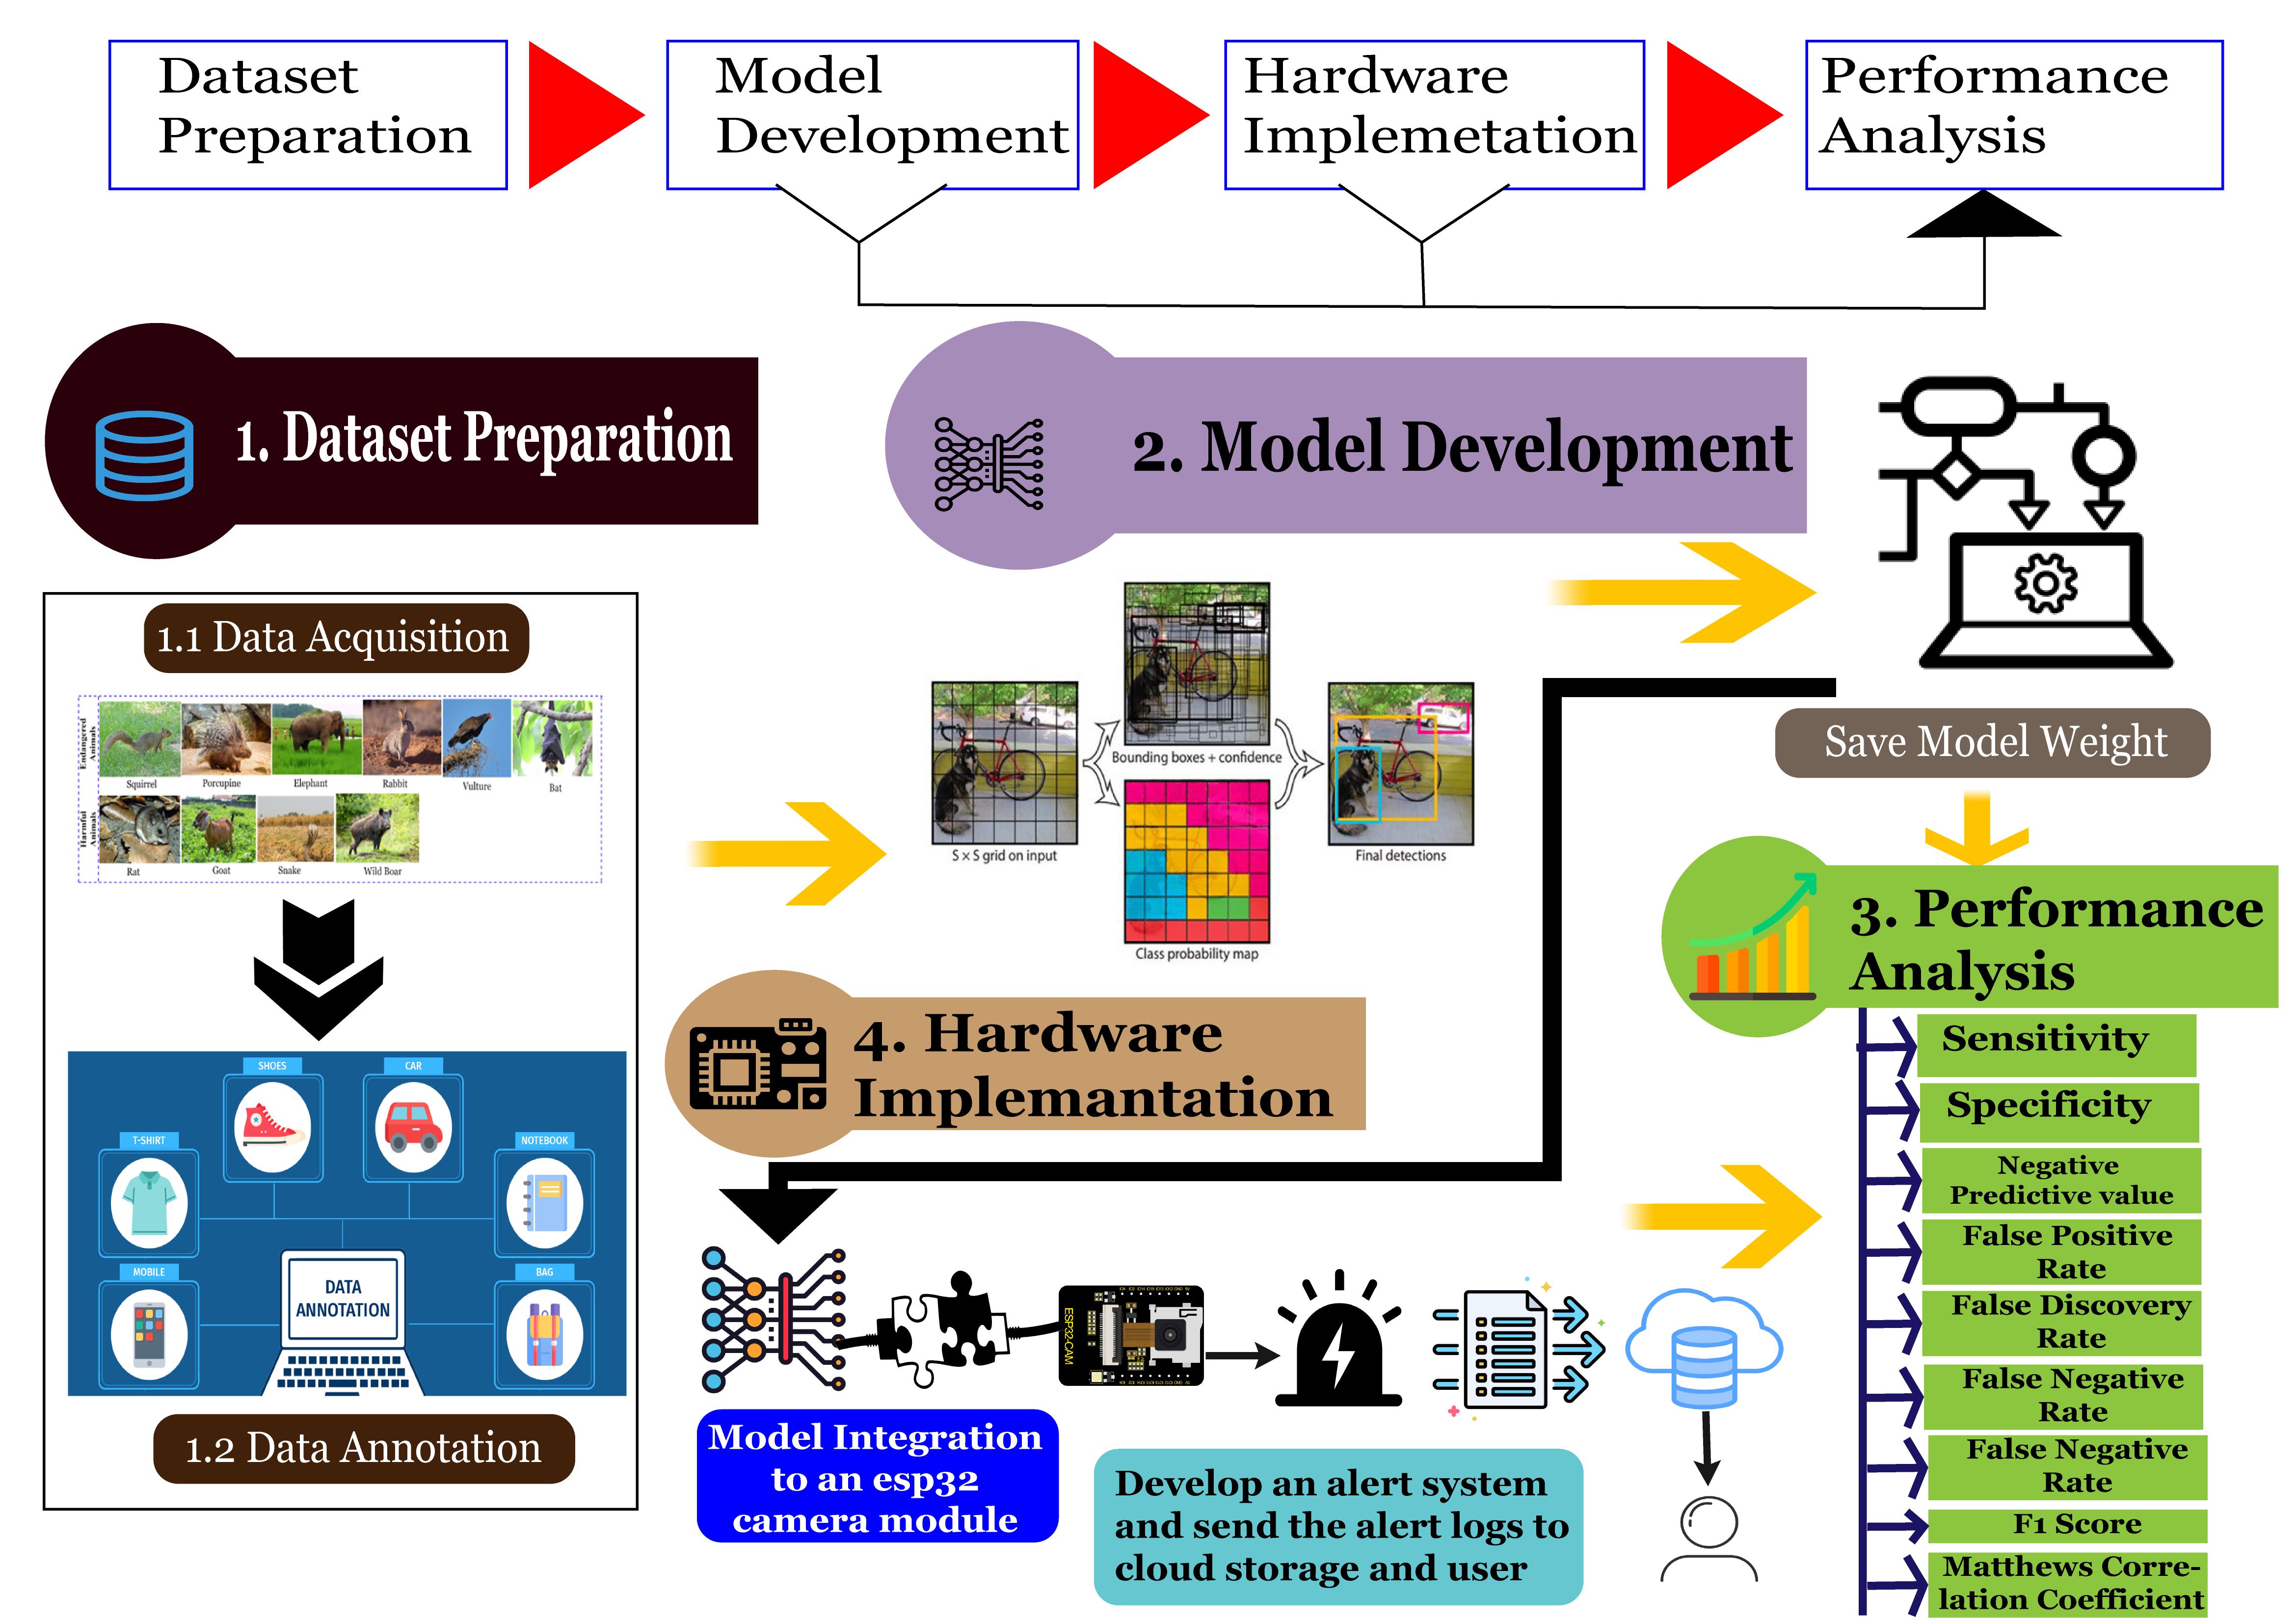 Dataset
Preparation
Model
Development
Hardware
Implemetation
Performance
Analysis
1. Dataset Preparation
2. Model Development
1.1 Data Acquisition
Endangered
Animals
Squirrel
Porcupine
Elephant
Rabbit
Vulture
Bat
Harmful
Animals
Rat
Goat
Snake
Wild Boar
SHOES
CAR
T-SHIRT
NOTEBOOK
MOBILE
BAG
DATA
ANNOTATION
1.2 Data Annotation
S × S grid on input
Bounding boxes + confidence
Class probability map
Final detections
Save Model Weight
3. Performance
Analysis
Sensitivity
Specificity
Negative
Predictive value
False Positive
Rate
False Discovery
Rate
False Negative
Rate
False Negative
Rate
F1 Score
Matthews Corre-
lation Coefficient
4. Hardware
Implemantation
ESP32-CAM
Model Integration
to an esp32
camera module
Develop an alert system
and send the alert logs to
cloud storage and user